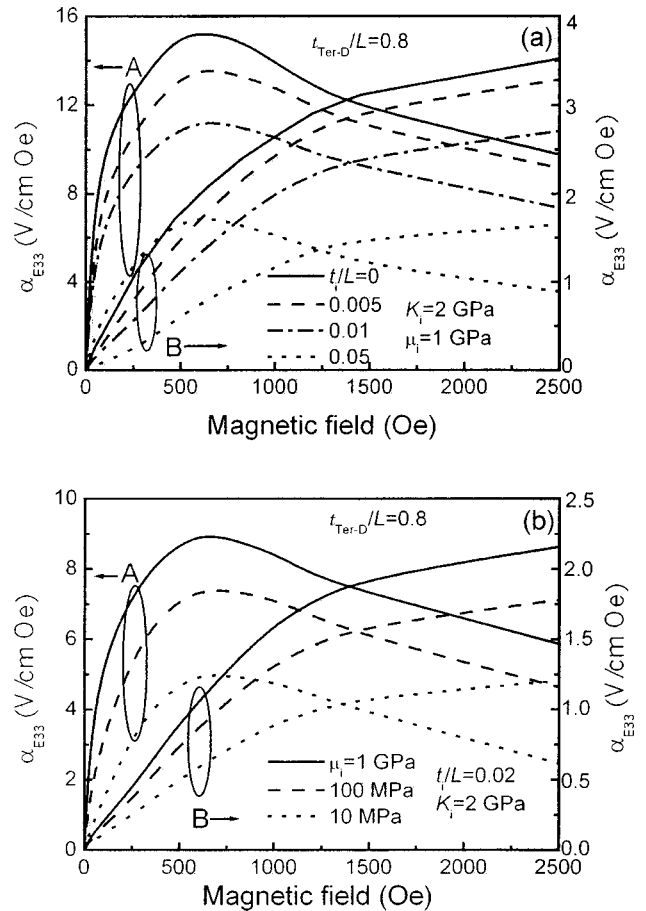 16
12
8
4
0
α_E33 (V/cm Oe)
A
B
t_Ter-D/L=0.8
(a)
t_i/L=0
0.005
0.01
0.05
K_i=2 GPa
μ_i=1 GPa
4
3
2
1
0
α_E33 (V/cm Oe)
0 500 1000 1500 2000 2500
Magnetic field (Oe)
10
8
6
4
2
0
α_E33 (V/cm Oe)
A
B
t_Ter-D/L=0.8
(b)
μ_i=1 GPa
100 MPa
10 MPa
t_i/L=0.02
K_i=2 GPa
2.5
2.0
1.5
1.0
0.5
0.0
α_E33 (V/cm Oe)
0 500 1000 1500 2000 2500
Magnetic field (Oe)